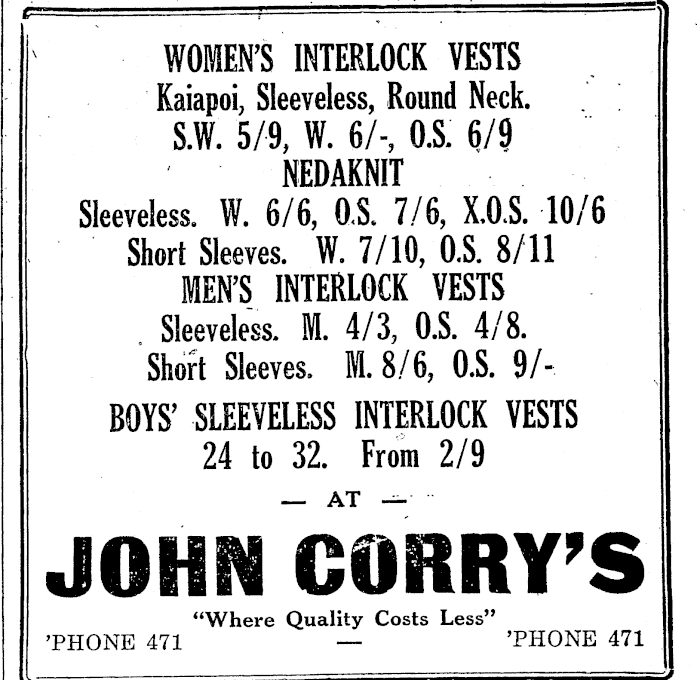 WOMEN'S INTERLOCK VESTS
Kaiapoi, Sleeveless, Round Neck.
S.W. 5/9, W. 6/-, O.S. 6/9
NEDAKNIT
Sleeveless. W. 6/6, O.S. 7/6, X.O.S. 10/6
Short Sleeves. W. 7/10, O.S. 8/11
MEN'S INTERLOCK VESTS
Sleeveless. M. 4/3, O.S. 4/8.
Short Sleeves. M. 8/6, O.S. 9/-
BOYS' SLEEVELESS INTERLOCK VESTS
24 to 32. From 2/9
— AT —
JOHN CORRY'S
"Where Quality Costs Less"
'PHONE 471 — 'PHONE 471